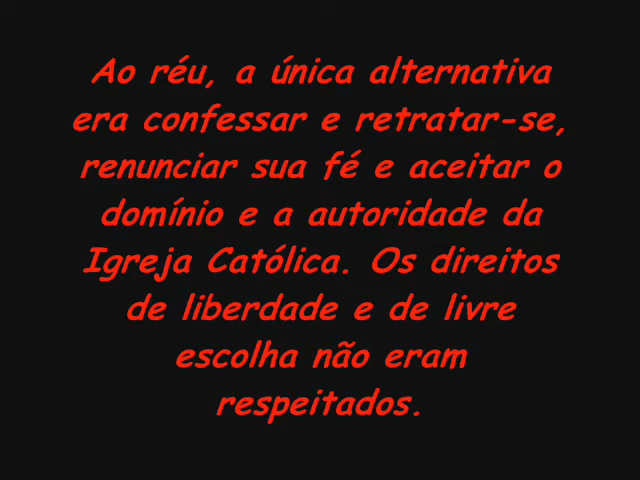 Ao réu, a única alternativa
era confessar e retratar-se,
renunciar sua fé e aceitar o
domínio e a autoridade da
Igreja Católica. Os direitos
de liberdade e de livre
escolha não eram
respeitados.